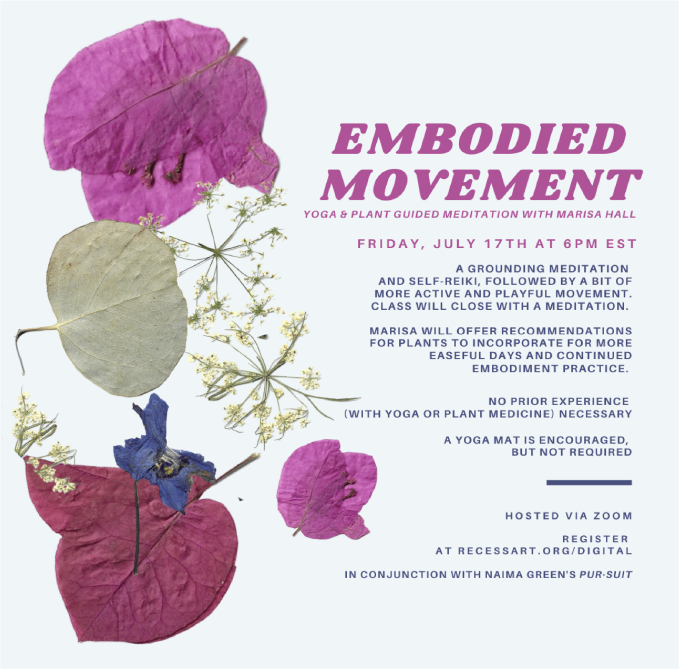 EMBODIED
MOVEMENT
YOGA & PLANT GUIDED MEDITATION WITH MARISA HALL
FRIDAY, JULY 17TH AT 6PM EST
A GROUNDING MEDITATION
AND SELF-REIKI, FOLLOWED BY A BIT OF
MORE ACTIVE AND PLAYFUL MOVEMENT.
CLASS WILL CLOSE WITH A MEDITATION.
MARISA WILL OFFER RECOMMENDATIONS
FOR PLANTS TO INCORPORATE FOR MORE
EASEFUL DAYS AND CONTINUED
EMBODIMENT PRACTICE.
NO PRIOR EXPERIENCE
(WITH YOGA OR PLANT MEDICINE) NECESSARY
A YOGA MAT IS ENCOURAGED,
BUT NOT REQUIRED
HOSTED VIA ZOOM
REGISTER
AT RECESSART.ORG/DIGITAL
IN CONJUNCTION WITH NAIMA GREEN'S PUR·SUIT